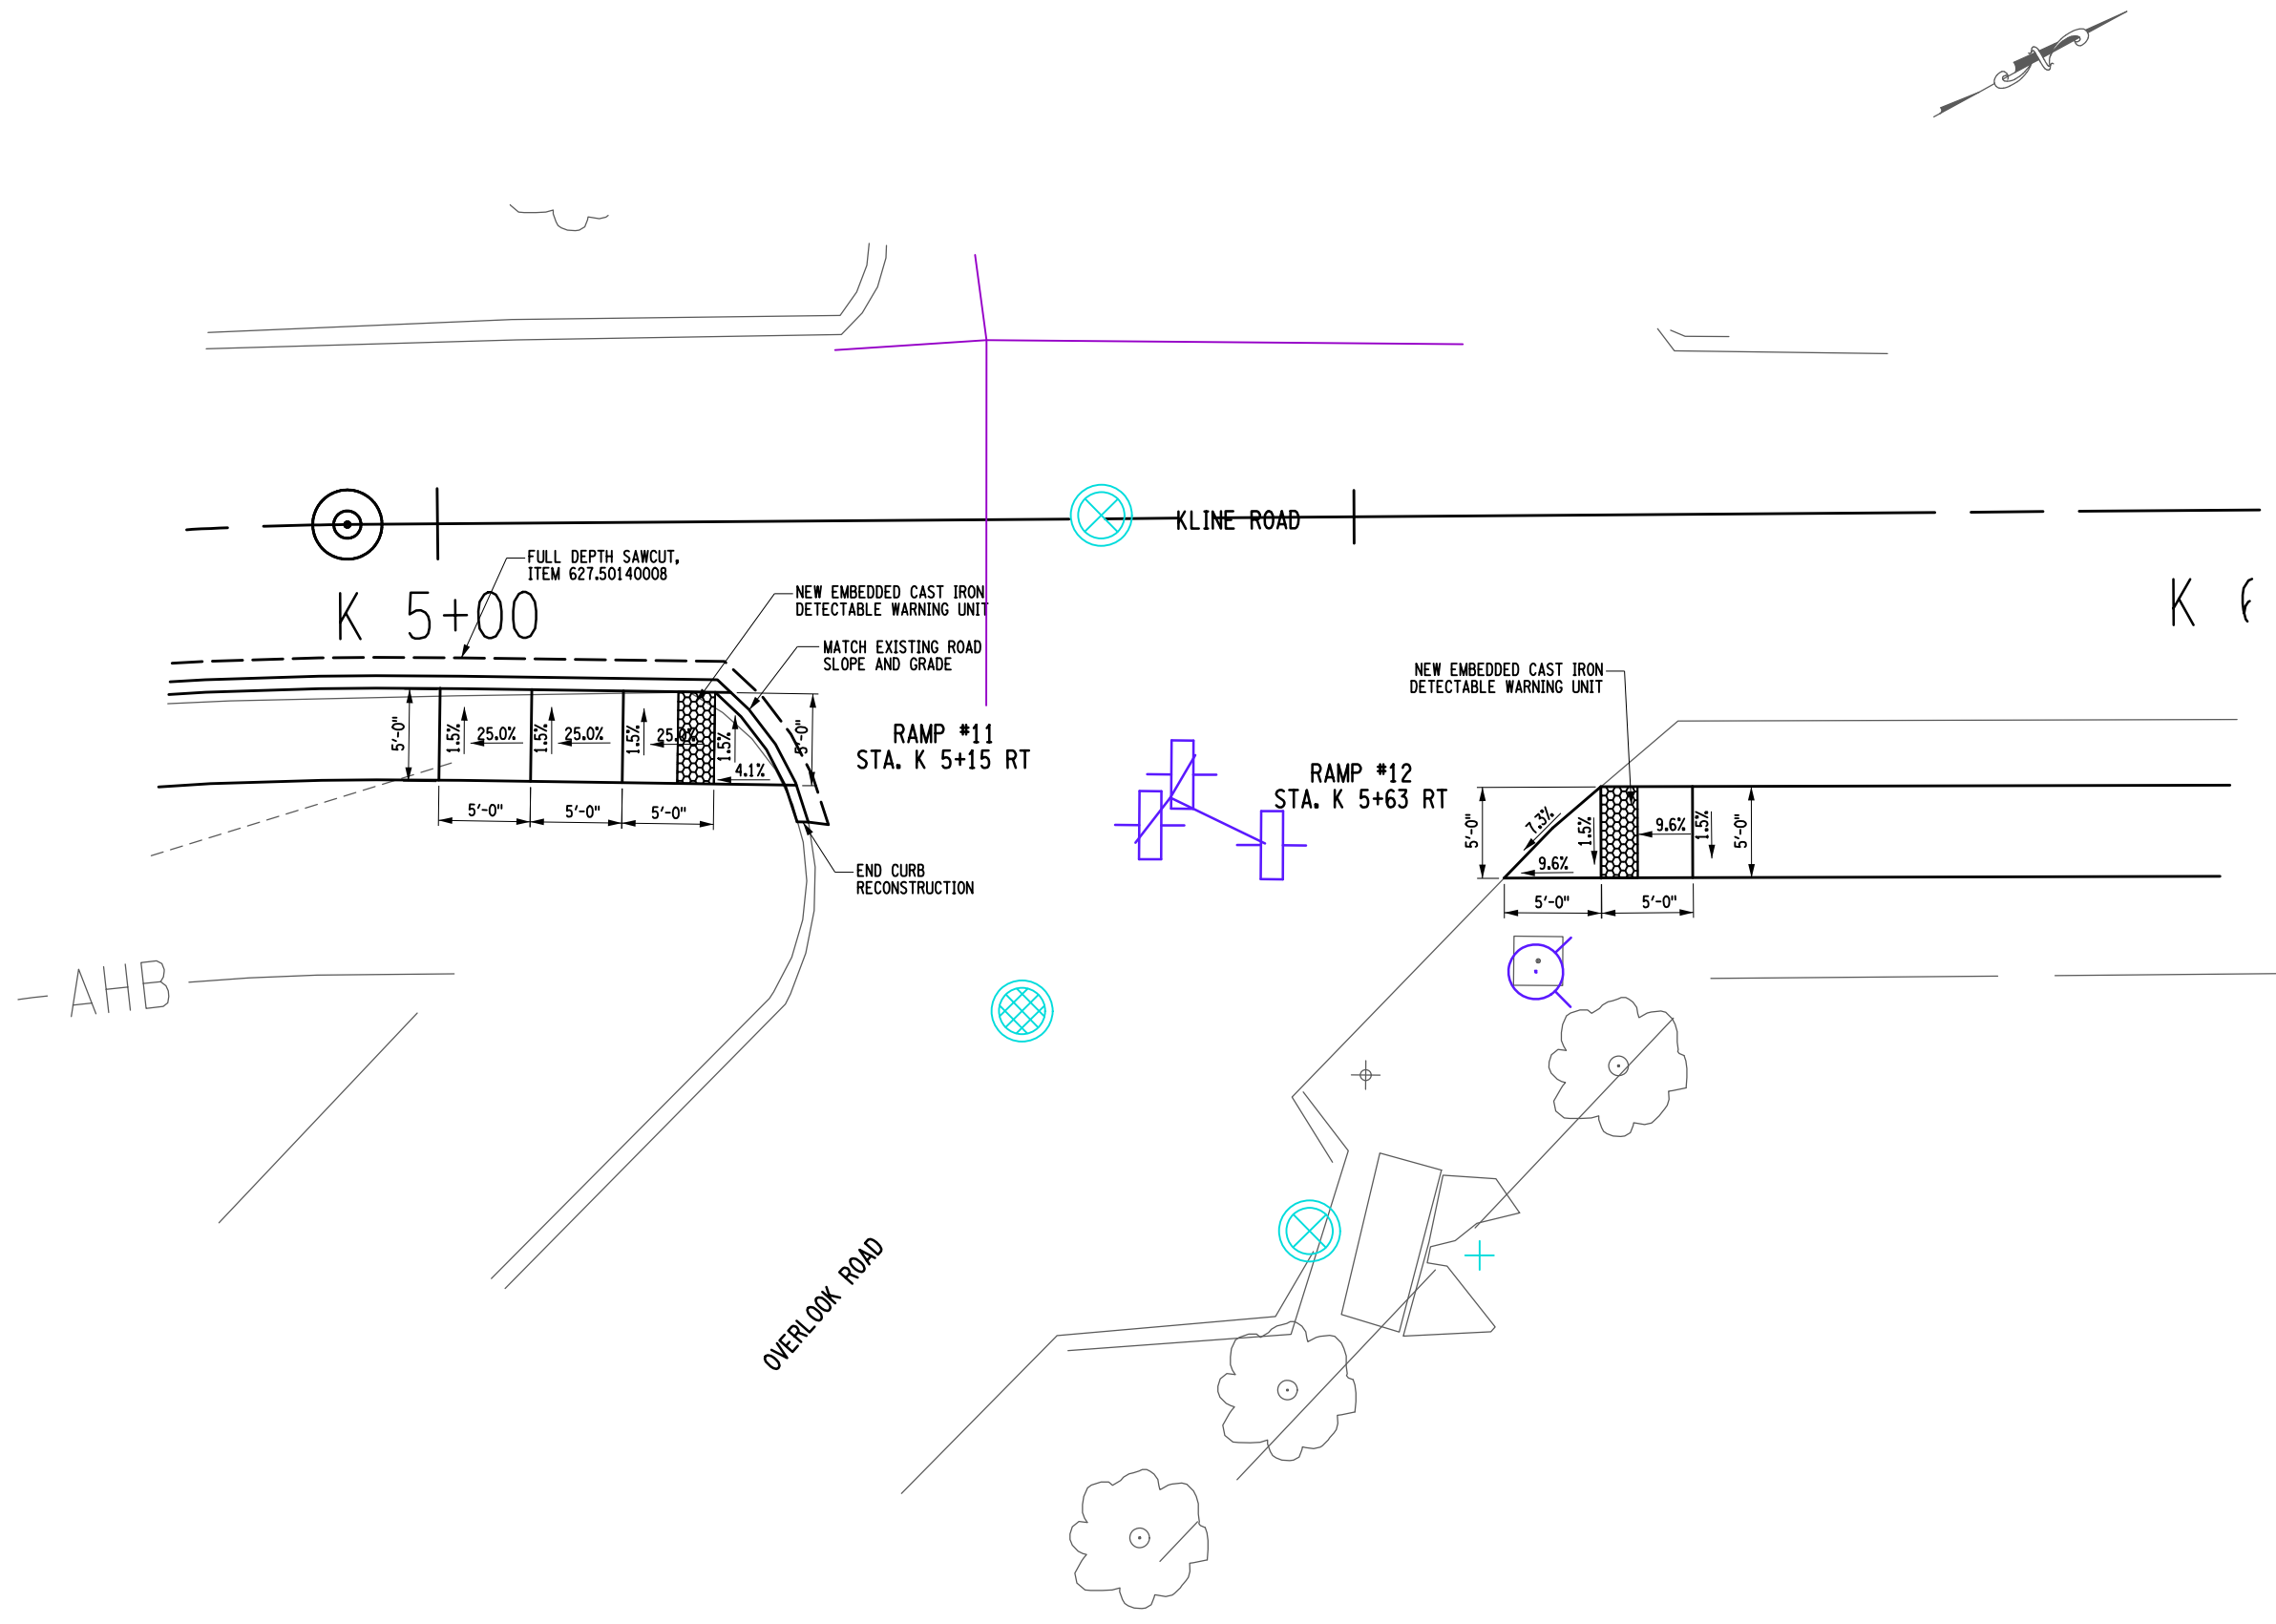 KLINE ROAD
FULL DEPTH SAWCUT,
ITEM 627.50140008
K 5+00
K 6
NEW EMBEDDED CAST IRON
DETECTABLE WARNING UNIT
MATCH EXISTING ROAD
SLOPE AND GRADE
NEW EMBEDDED CAST IRON
DETECTABLE WARNING UNIT
5'-0"
1.5%
25.0%
1.5%
25.0%
1.5%
25.0%
1.5%
4.1%
5'-0"
5'-0"
5'-0"
5'-0"
RAMP #11
STA. K 5+15 RT
RAMP #12
STA. K 5+63 RT
5'-0"
7.3%
1.5%
9.6%
9.6%
1.5%
5'-0"
5'-0"
5'-0"
END CURB
RECONSTRUCTION
AHB
OVERLOOK ROAD